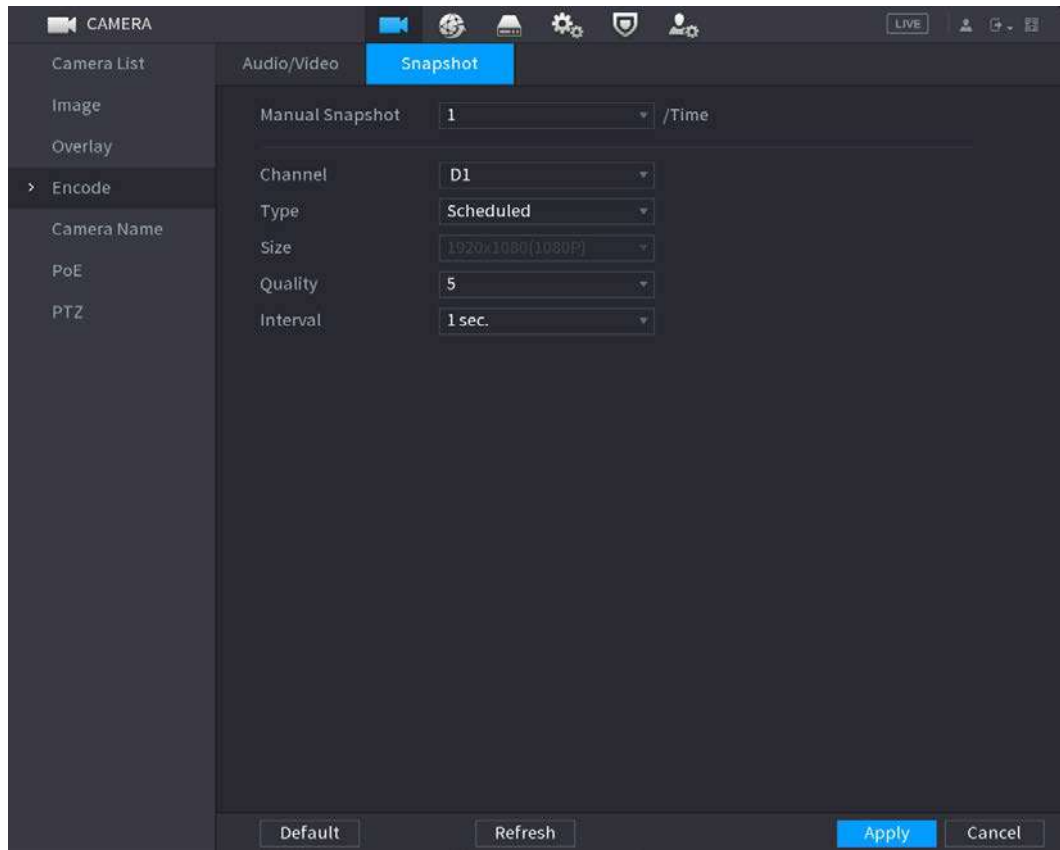 CAMERA LIVE
Camera List Audio/Video Snapshot
Image Manual Snapshot 1 /Time
Overlay
Channel D1
> Encode
Type Scheduled
Camera Name
Size 1920x1080(1080P)
PoE
Quality 5
PTZ
Interval 1 sec.
Default Refresh Apply Cancel